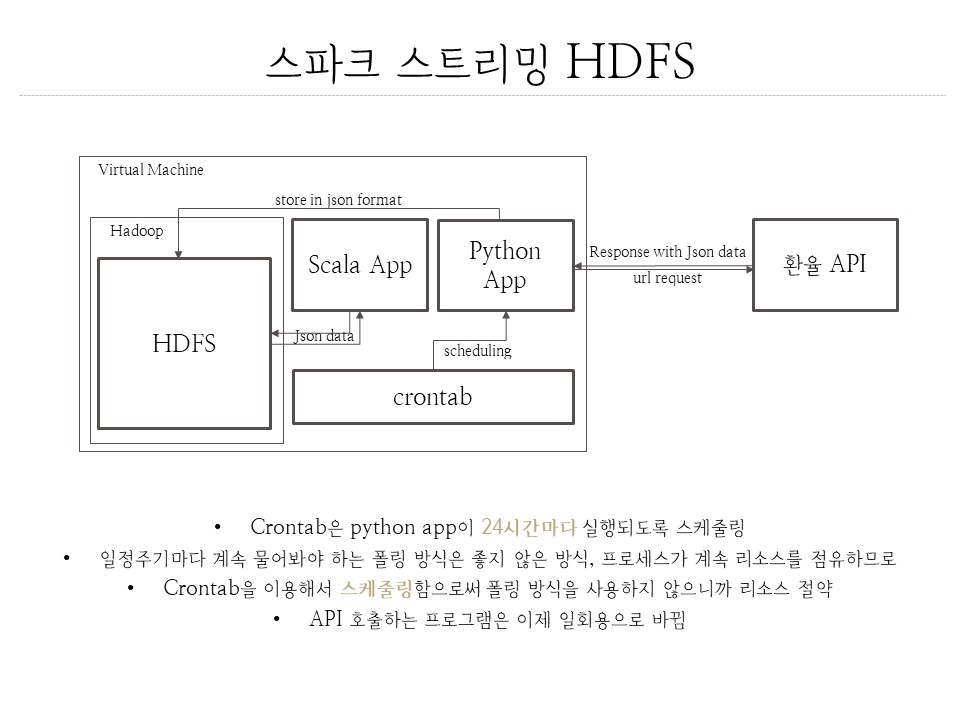 스파크 스트리밍 HDFS
Virtual Machine
store in json format
Hadoop
Scala App
Python
App
Response with Json data
url request
환율 API
HDFS
Json data
scheduling
crontab
• Crontab은 python app이 24시간마다 실행되도록 스케줄링
• 일정주기마다 계속 물어봐야 하는 폴링 방식은 좋지 않은 방식, 프로세스가 계속 리소스를 점유하므로
• Crontab을 이용해서 스케줄링함으로써 폴링 방식을 사용하지 않으니까 리소스 절약
• API 호출하는 프로그램은 이제 일회용으로 바뀜